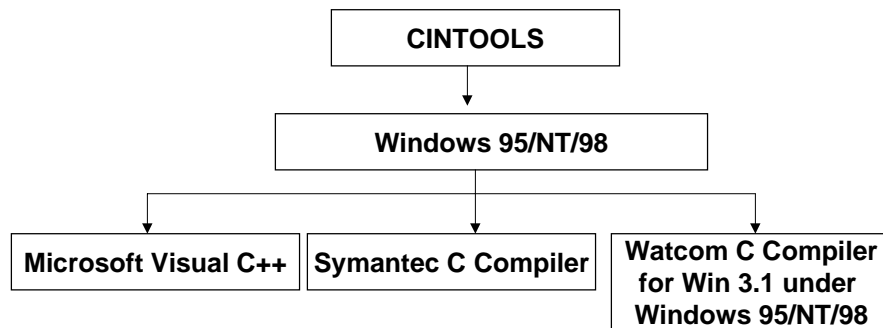 CINTOOLS
Windows 95/NT/98
Microsoft Visual C++
Symantec C Compiler
Watcom C Compiler
for Win 3.1 under
Windows 95/NT/98